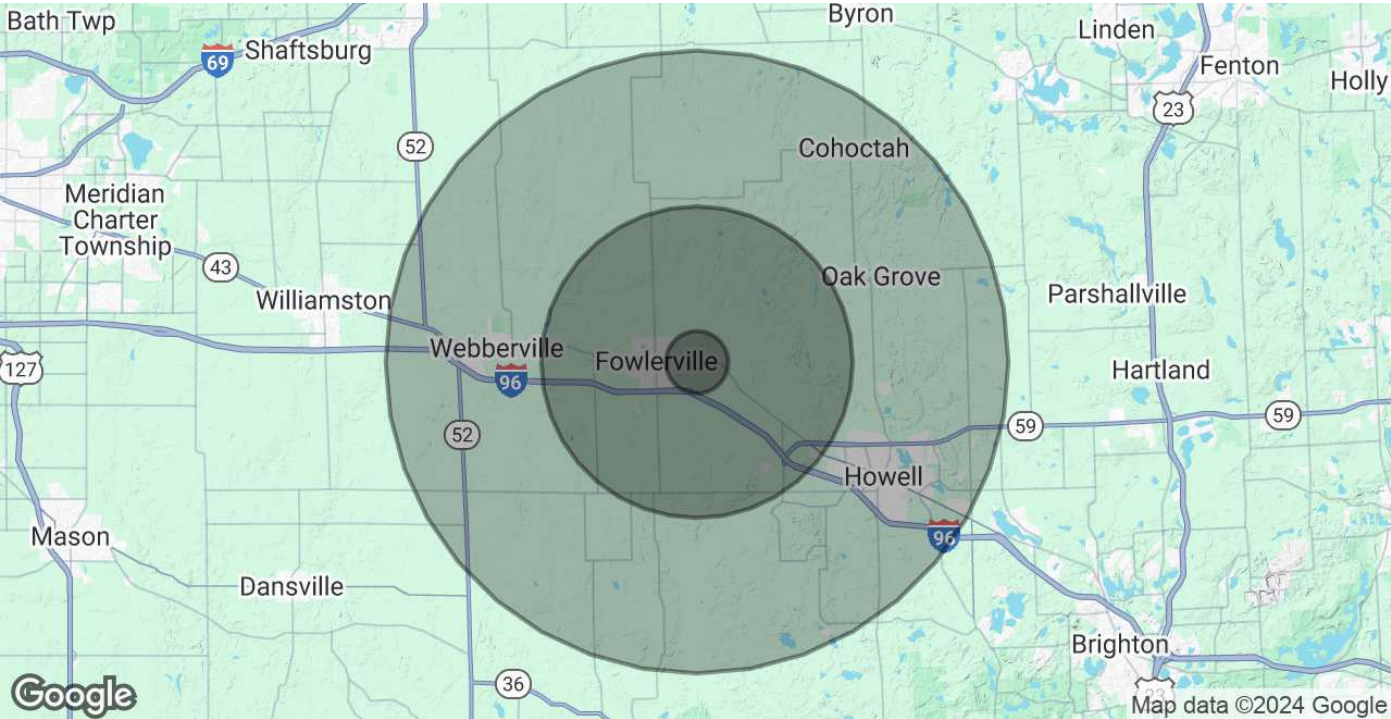 Bath Twp
Byron
Linden
Shaftsburg
69
Fenton
Holly
23
52
Cohoctah
Meridian
Charter
Township
43
Oak Grove
Williamston
Parshallville
Webberville
Fowlerville
127
96
Hartland
59
59
52
Howell
Mason
96
Dansville
Brighton
36
23
Google
Map data ©2024 Google